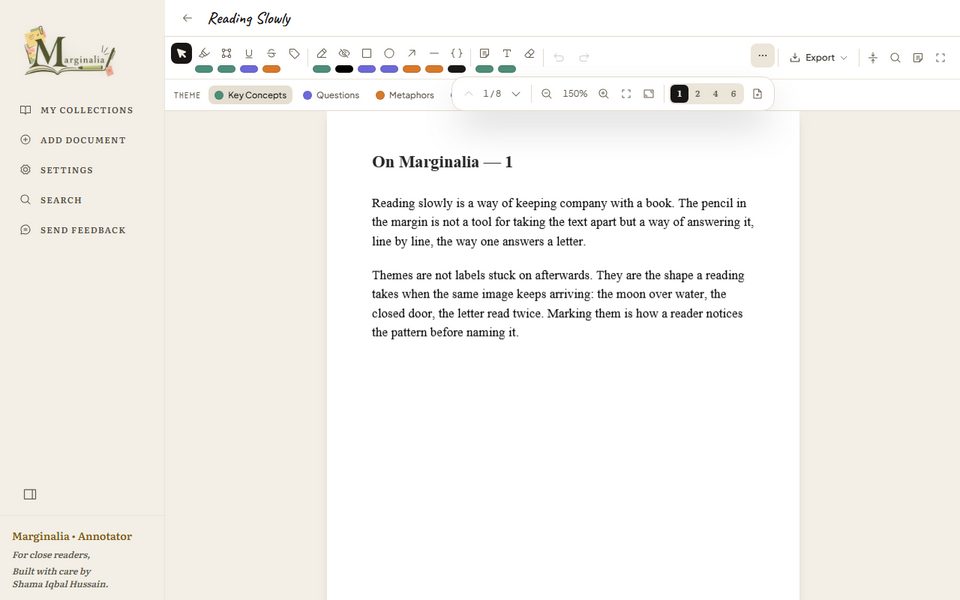 Marginalia
MY COLLECTIONS
ADD DOCUMENT
SETTINGS
SEARCH
SEND FEEDBACK
Marginalia • Annotator
For close readers,
Built with care by
Shama Iqbal Hussain.
Reading Slowly
Export
THEME Key Concepts Questions Metaphors
1/8 150% 1 2 4 6
On Marginalia — 1
Reading slowly is a way of keeping company with a book. The pencil in
the margin is not a tool for taking the text apart but a way of answering it,
line by line, the way one answers a letter.
Themes are not labels stuck on afterwards. They are the shape a reading
takes when the same image keeps arriving: the moon over water, the
closed door, the letter read twice. Marking them is how a reader notices
the pattern before naming it.